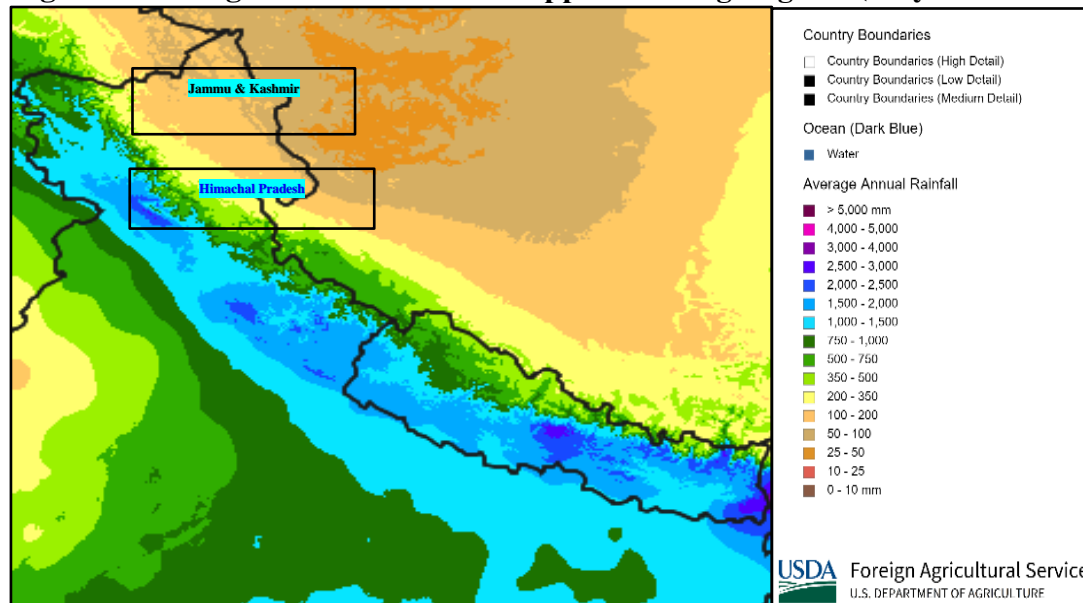 Jammu & Kashmir
Himachal Pradesh
Country Boundaries
Country Boundaries (High Detail)
Country Boundaries (Low Detail)
Country Boundaries (Medium Detail)
Ocean (Dark Blue)
Water
Average Annual Rainfall
> 5,000 mm
4,000 - 5,000
3,000 - 4,000
2,500 - 3,000
2,000 - 2,500
1,500 - 2,000
1,000 - 1,500
750 - 1,000
500 - 750
350 - 500
200 - 350
100 - 200
50 - 100
25 - 50
10 - 25
0 - 10 mm
USDA Foreign Agricultural Service
U.S. DEPARTMENT OF AGRICULTURE